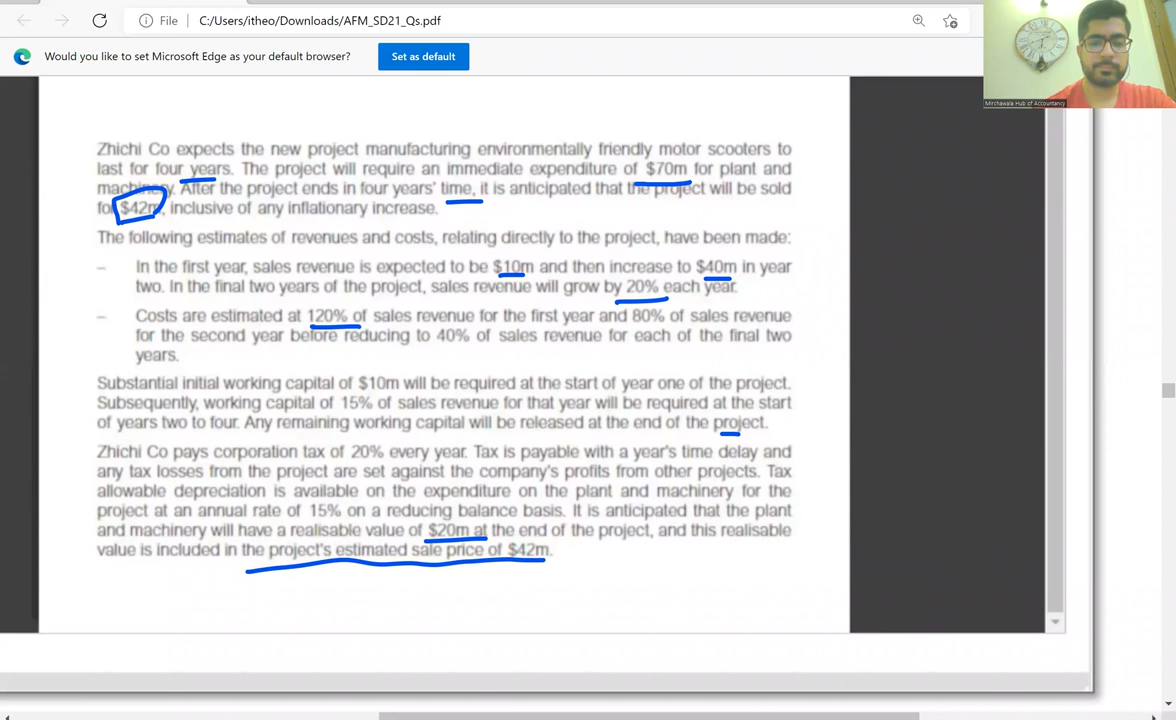 File
C:/Users/itheo/Downloads/AFM_SD21_Qs.pdf
Would you like to set Microsoft Edge as your default browser?
Set as default
Mirchawala Hub of Accountancy
Zhichi Co expects the new project manufacturing environmentally friendly motor scooters to
last for four years. The project will require an immediate expenditure of $70m for plant and
machinery. After the project ends in four years' time, it is anticipated that the project will be sold
for $42m, inclusive of any inflationary increase.
The following estimates of revenues and costs, relating directly to the project, have been made:
– In the first year, sales revenue is expected to be $10m and then increase to $40m in year
two. In the final two years of the project, sales revenue will grow by 20% each year.
– Costs are estimated at 120% of sales revenue for the first year and 80% of sales revenue
for the second year before reducing to 40% of sales revenue for each of the final two
years.
Substantial initial working capital of $10m will be required at the start of year one of the project.
Subsequently, working capital of 15% of sales revenue for that year will be required at the start
of years two to four. Any remaining working capital will be released at the end of the project.
Zhichi Co pays corporation tax of 20% every year. Tax is payable with a year's time delay and
any tax losses from the project are set against the company's profits from other projects. Tax
allowable depreciation is available on the expenditure on the plant and machinery for the
project at an annual rate of 15% on a reducing balance basis. It is anticipated that the plant
and machinery will have a realisable value of $20m at the end of the project, and this realisable
value is included in the project's estimated sale price of $42m.